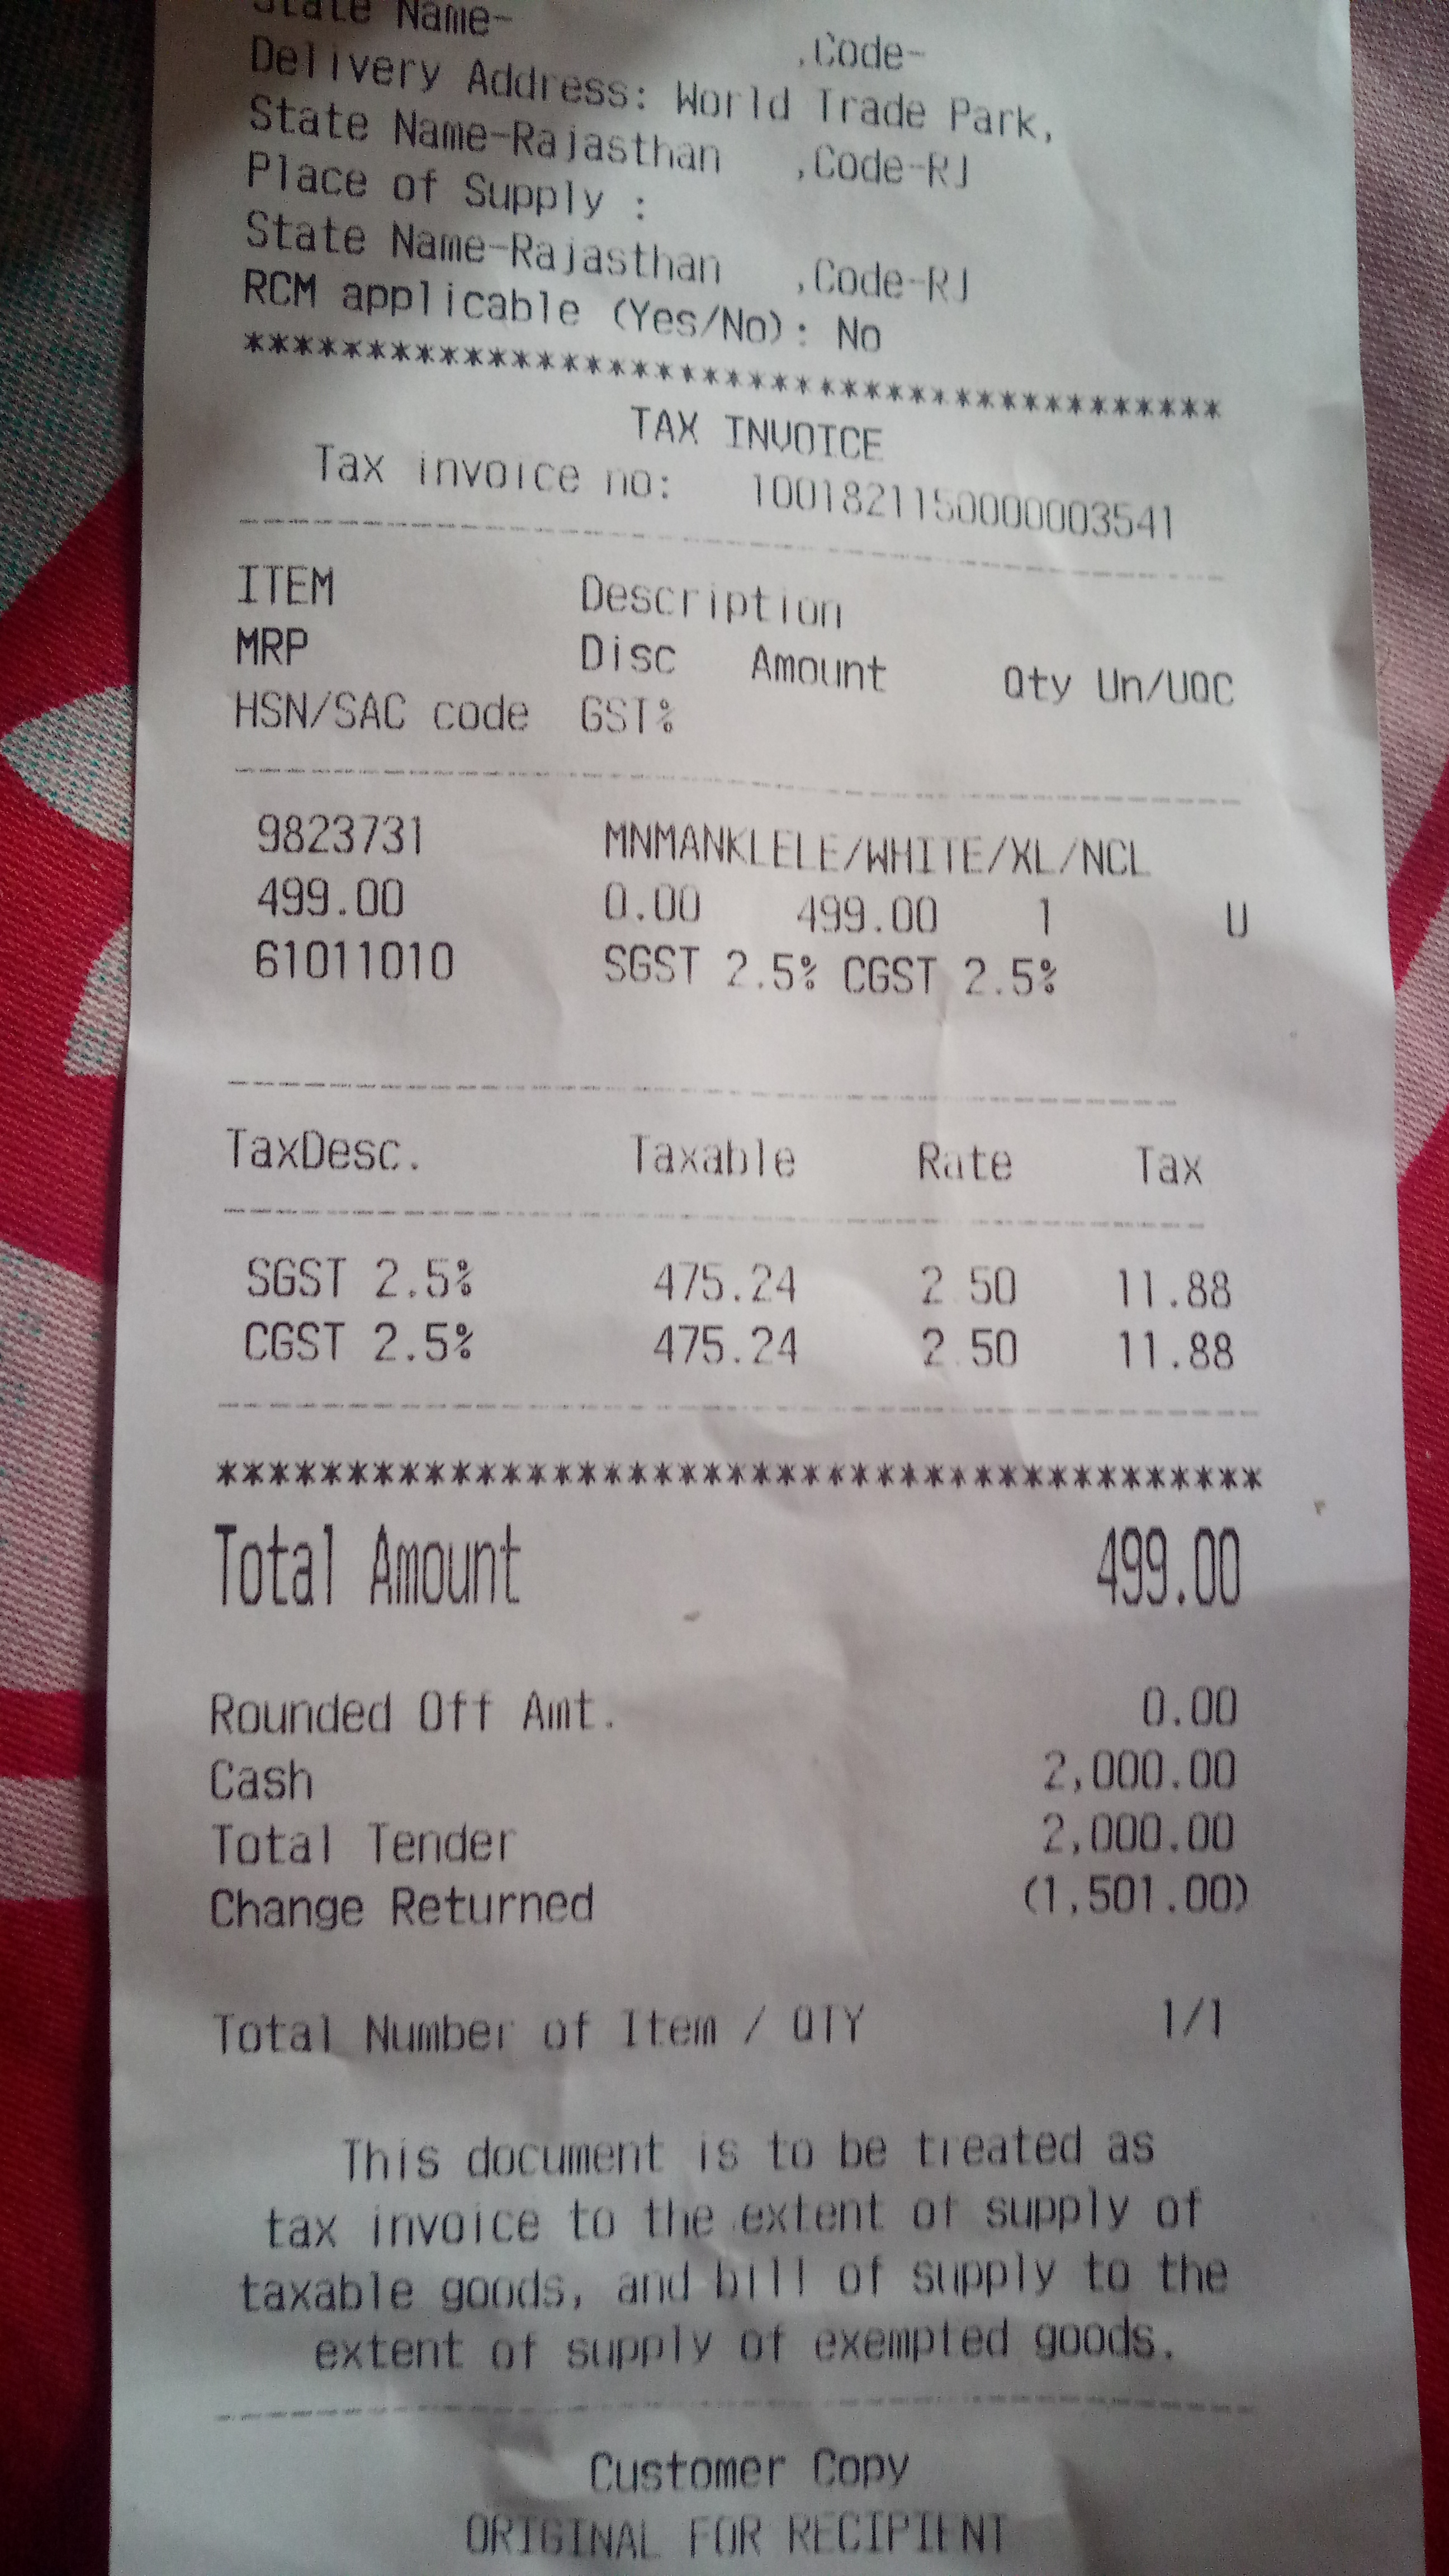 State Name-
,Code-
Delivery Address: World Trade Park,
State Name-Rajasthan ,Code-RJ
Place of Supply :
State Name-Rajasthan ,Code-RJ
RCM applicable (Yes/No): No
******************************************
TAX INVOICE
Tax invoice no: 1001821150000003541
ITEM Description
MRP Disc Amount Qty Un/UQC
HSN/SAC code GST%
9823731 MNMANKLELE/WHITE/XL/NCL
499.00 0.00 499.00 1 U
61011010 SGST 2.5% CGST 2.5%
TaxDesc. Taxable Rate Tax
SGST 2.5% 475.24 2.50 11.88
CGST 2.5% 475.24 2.50 11.88
******************************************
Total Amount 499.00
Rounded Off Amt. 0.00
Cash 2,000.00
Total Tender 2,000.00
Change Returned (1,501.00)
Total Number of Item / QTY 1/1
This document is to be treated as
tax invoice to the extent of supply of
taxable goods, and bill of supply to the
extent of supply of exempted goods.
Customer Copy
ORIGINAL FOR RECIPIENT